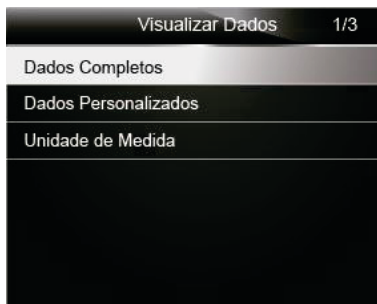 Visualizar Dados 1/3
Dados Completos
Dados Personalizados
Unidade de Medida